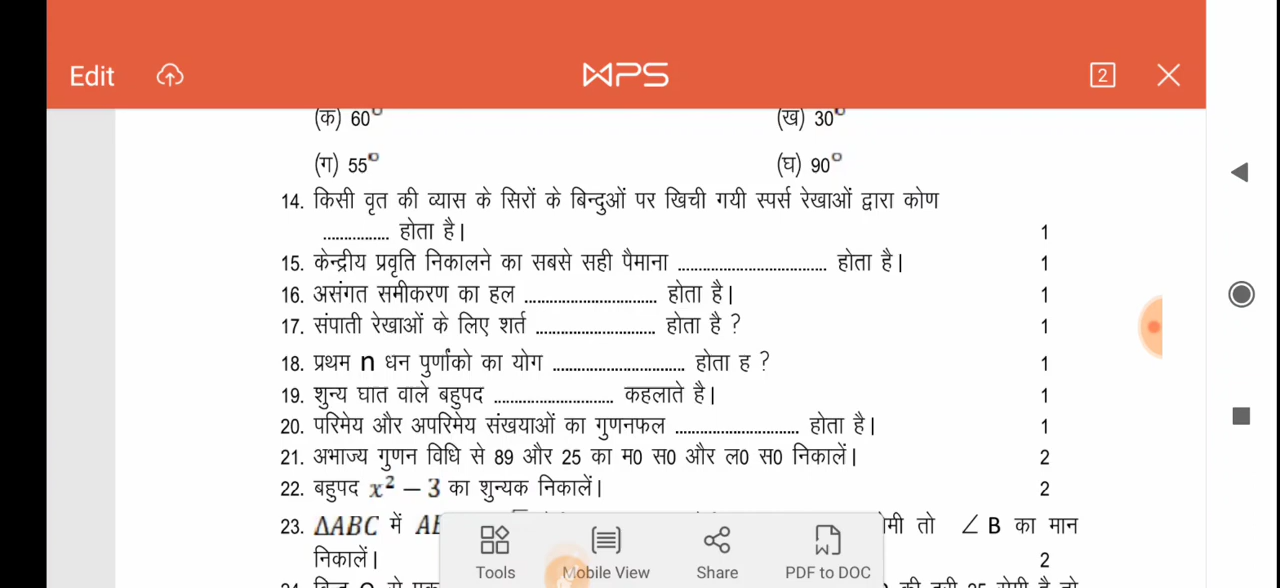 Edit WPS 2
(क) 60° (ख) 30°
(ग) 55° (घ) 90°
14. किसी वृत की व्यास के सिरों के बिन्दुओं पर खिची गयी स्पर्स रेखाओं द्वारा कोण
............... होता है। 1
15. केन्द्रीय प्रवृति निकालने का सबसे सही पैमाना ................................... होता है। 1
16. असंगत समीकरण का हल ............................... होता है। 1
17. संपाती रेखाओं के लिए शर्त ............................ होता है ? 1
18. प्रथम n धन पुर्णांको का योग ............................... होता ह ? 1
19. शुन्य घात वाले बहुपद ............................ कहलाते है। 1
20. परिमेय और अपरिमेय संखयाओं का गुणनफल ............................. होता है। 1
21. अभाज्य गुणन विधि से 89 और 25 का म0 स0 और ल0 स0 निकालें। 2
22. बहुपद x² – 3 का शुन्यक निकालें। 2
23. ΔABC में तो ∠ B का मान
निकालें। 2
Tools Mobile View Share PDF to DOC